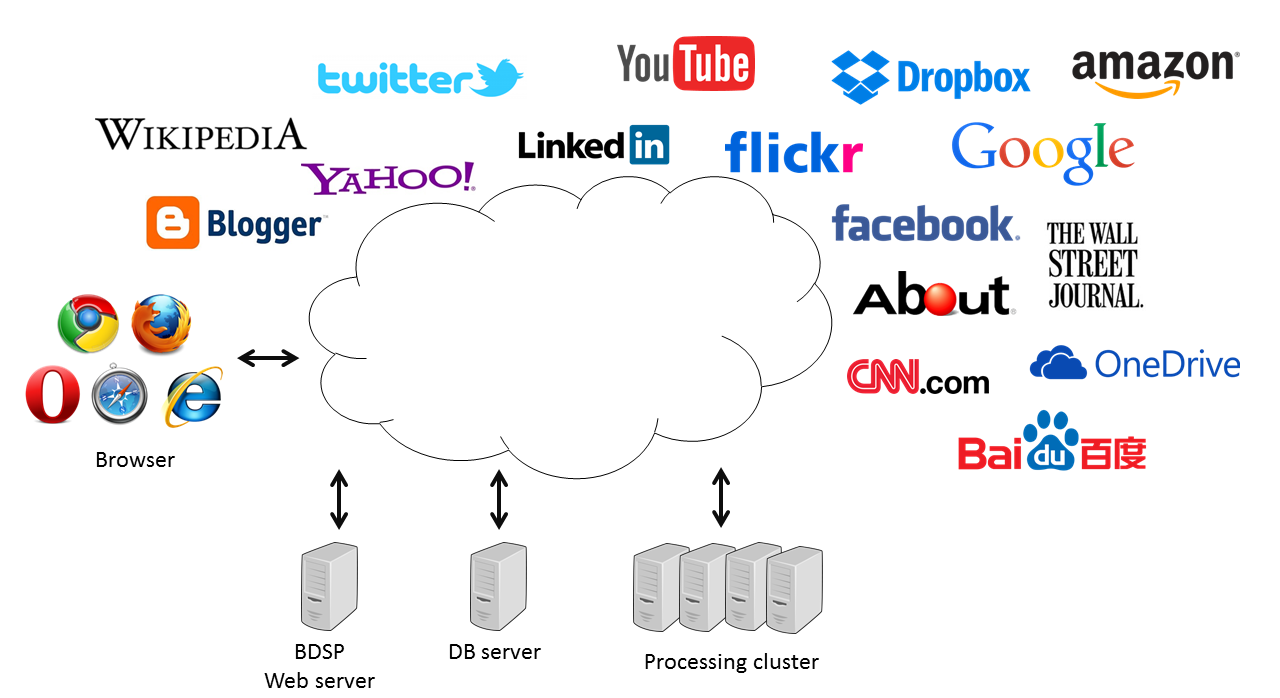 twitter
YouTube
Dropbox
amazon®
WIKIPEDIA
LinkedIn
flickr
Google
YAHOO!®
Blogger™
facebook®
THE WALL
STREET
JOURNAL.
About®
CNN.com
OneDrive
Baidu百度
Browser
BDSP
Web server
DB server
Processing cluster